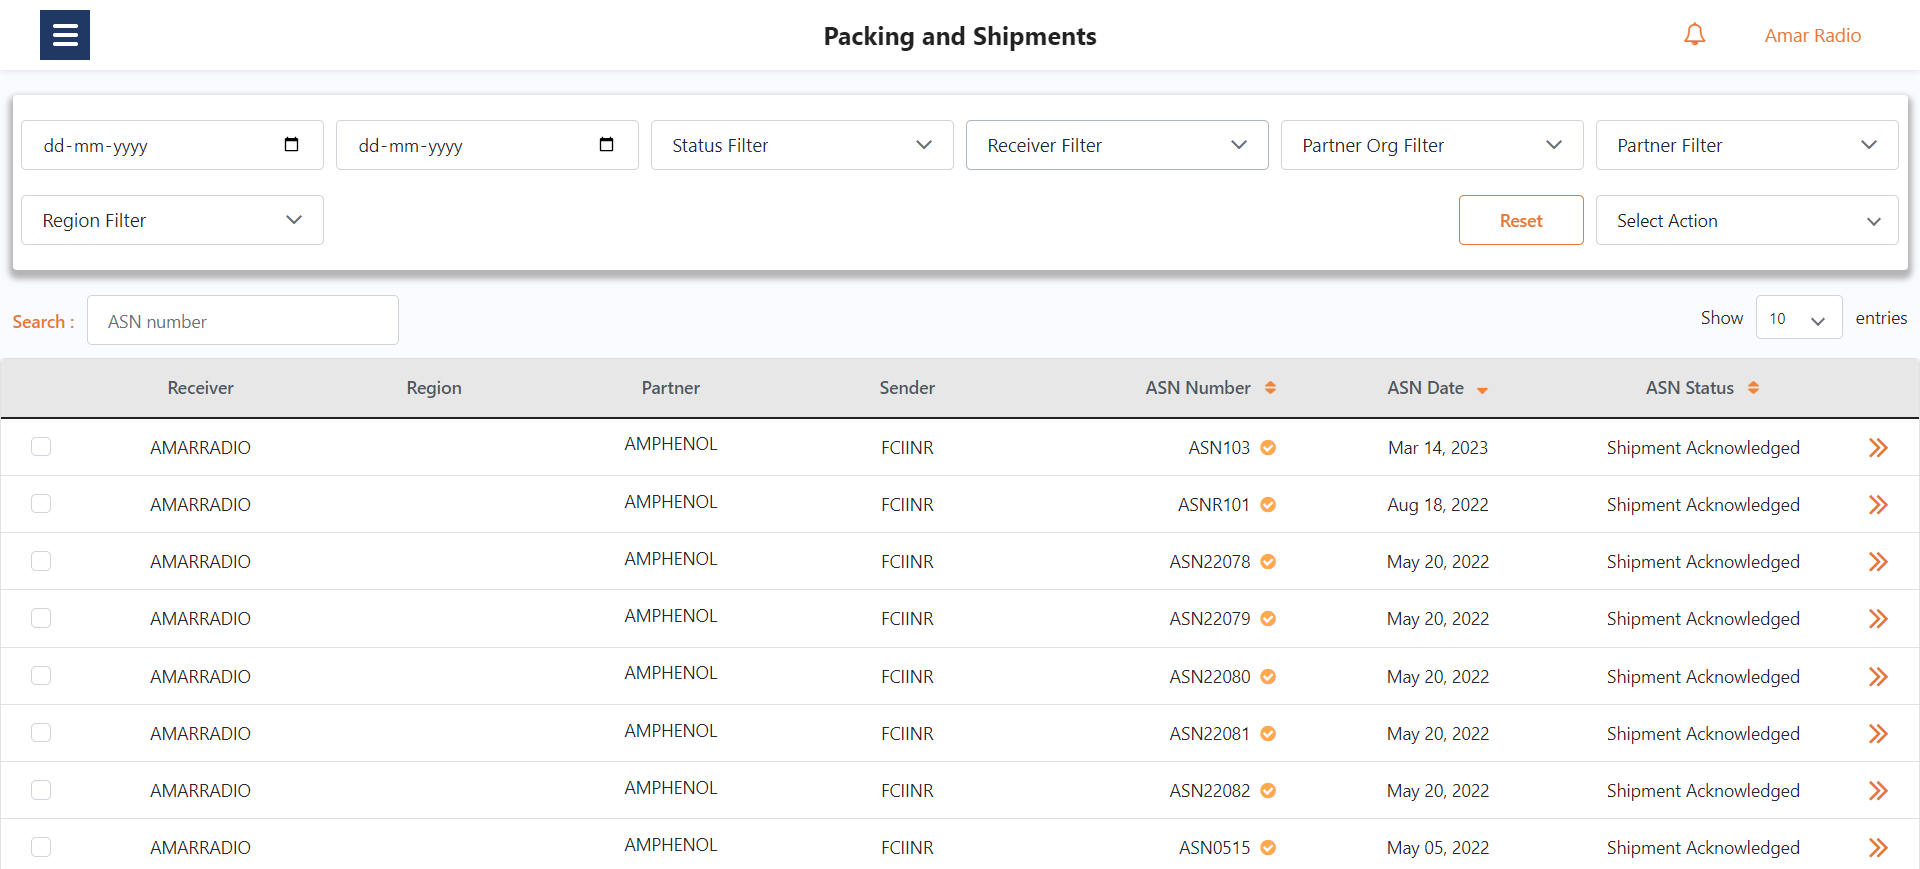 Packing and Shipments
Amar Radio
dd-mm-yyyy
dd-mm-yyyy
Status Filter
Receiver Filter
Partner Org Filter
Partner Filter
Region Filter
Reset
Select Action
Search :
ASN number
Show 10 entries
Receiver Region Partner Sender ASN Number ASN Date ASN Status
AMARRADIO AMPHENOL FCIINR ASN103 Mar 14, 2023 Shipment Acknowledged
AMARRADIO AMPHENOL FCIINR ASNR101 Aug 18, 2022 Shipment Acknowledged
AMARRADIO AMPHENOL FCIINR ASN22078 May 20, 2022 Shipment Acknowledged
AMARRADIO AMPHENOL FCIINR ASN22079 May 20, 2022 Shipment Acknowledged
AMARRADIO AMPHENOL FCIINR ASN22080 May 20, 2022 Shipment Acknowledged
AMARRADIO AMPHENOL FCIINR ASN22081 May 20, 2022 Shipment Acknowledged
AMARRADIO AMPHENOL FCIINR ASN22082 May 20, 2022 Shipment Acknowledged
AMARRADIO AMPHENOL FCIINR ASN0515 May 05, 2022 Shipment Acknowledged